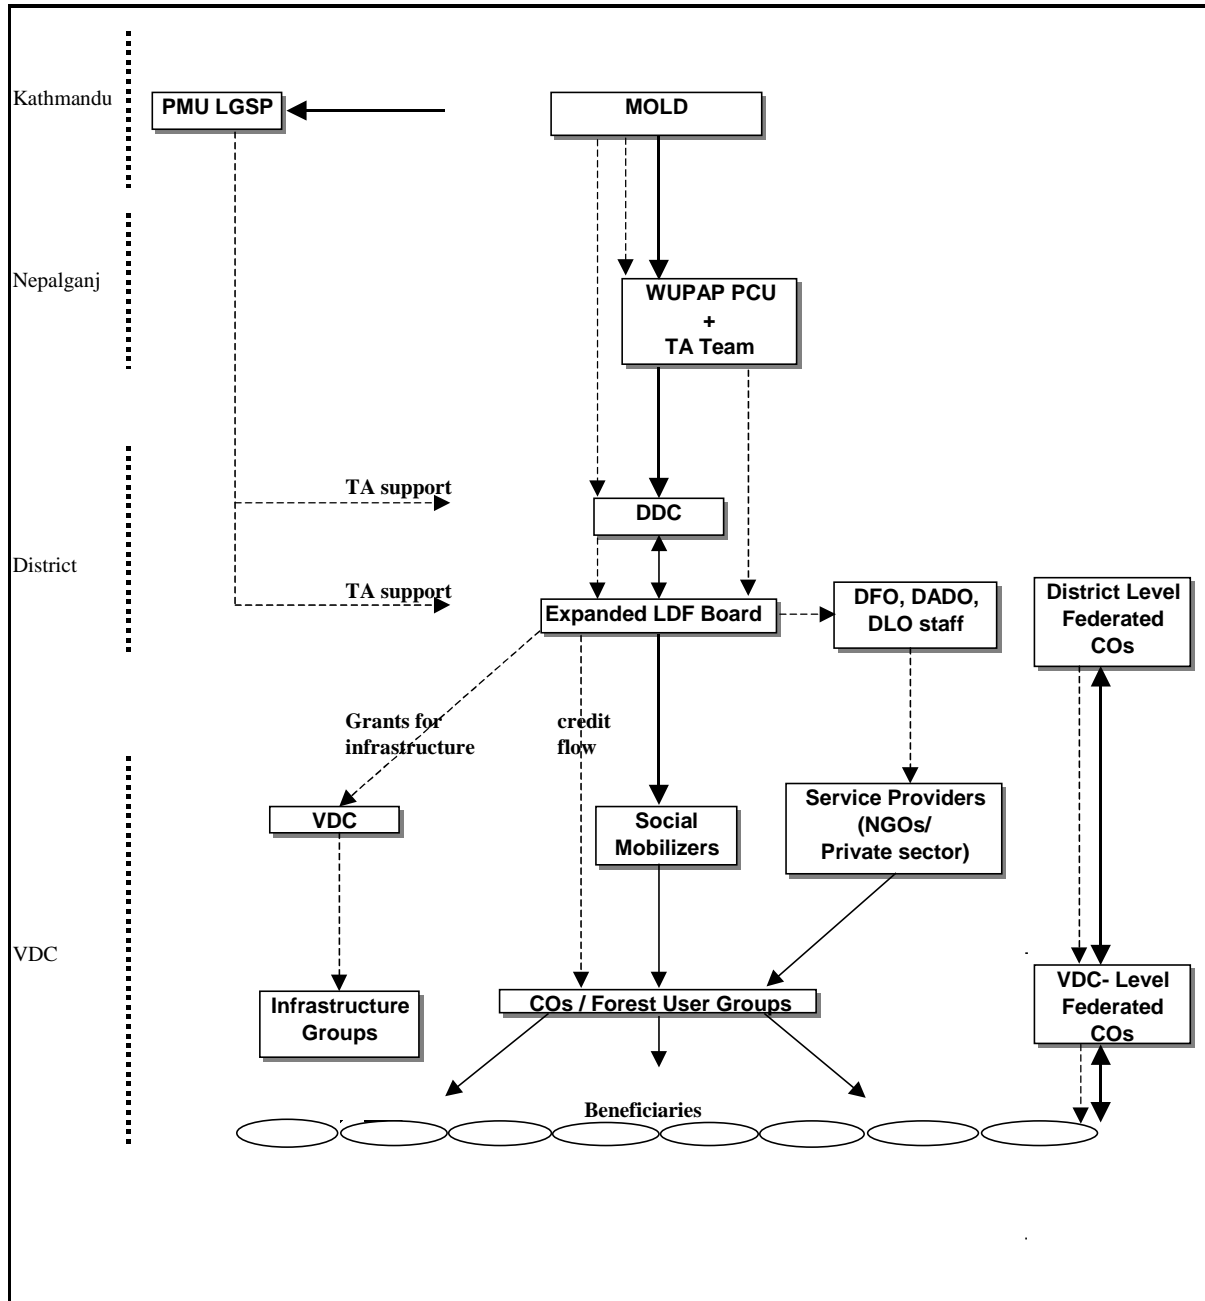 Kathmandu
PMU LGSP
MOLD
Nepalganj
WUPAP PCU
+
TA Team
TA support
DDC
District
TA support
Expanded LDF Board
DFO, DADO,
DLO staff
District Level
Federated
COs
Grants for
infrastructure
credit
flow
VDC
Social
Mobilizers
Service Providers
(NGOs/
Private sector)
VDC
Infrastructure
Groups
COs / Forest User Groups
VDC- Level
Federated
COs
Beneficiaries